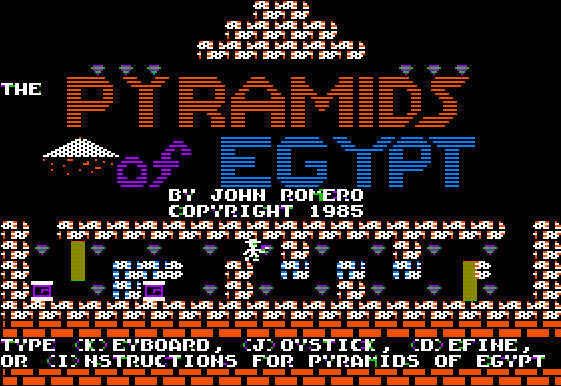 THE PYRAMIDS
OF EGYPT
BY JOHN ROMERO
COPYRIGHT 1985
TYPE (K)EYBOARD, (J)OYSTICK, (D)EFINE,
OR (I)NSTRUCTIONS FOR PYRAMIDS OF EGYPT